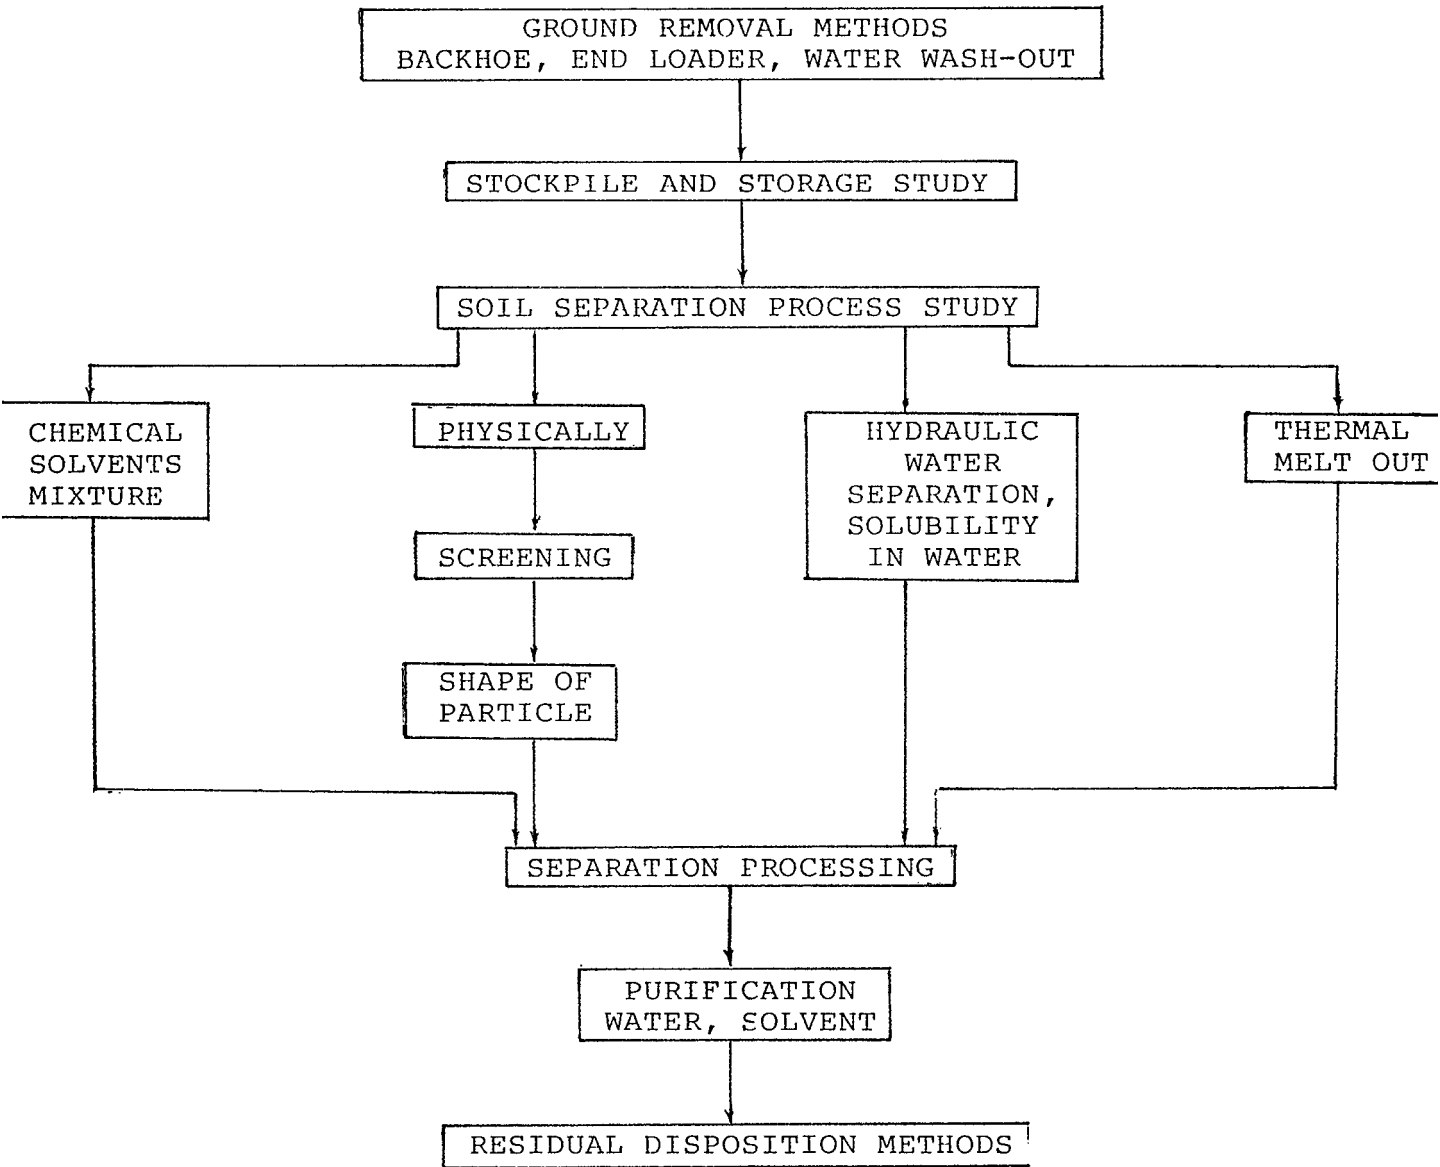 GROUND REMOVAL METHODS
BACKHOE, END LOADER, WATER WASH-OUT
STOCKPILE AND STORAGE STUDY
SOIL SEPARATION PROCESS STUDY
CHEMICAL
SOLVENTS
MIXTURE
PHYSICALLY
SCREENING
SHAPE OF
PARTICLE
HYDRAULIC
WATER
SEPARATION,
SOLUBILITY
IN WATER
THERMAL
MELT OUT
SEPARATION PROCESSING
PURIFICATION
WATER, SOLVENT
RESIDUAL DISPOSITION METHODS